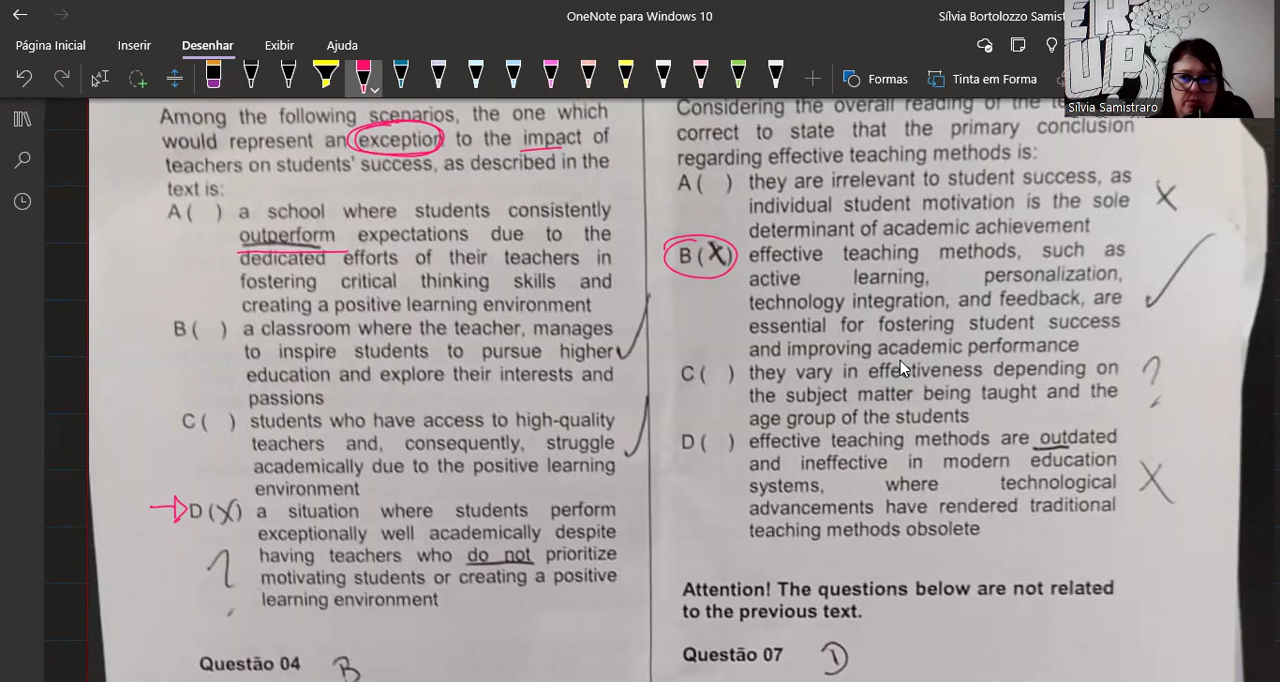 OneNote para Windows 10
Sílvia Bortolozzo Samist
Página Inicial
Inserir
Desenhar
Exibir
Ajuda
Formas
Tinta em Forma
ER
UP
Sílvia Samistraro
Among the following scenarios, the one which
would represent an exception to the impact of
teachers on students' success, as described in the
text is:
A ( ) a school where students consistently
outperform expectations due to the
dedicated efforts of their teachers in
fostering critical thinking skills and
creating a positive learning environment
B ( ) a classroom where the teacher, manages
to inspire students to pursue higher
education and explore their interests and
passions
C ( ) students who have access to high-quality
teachers and, consequently, struggle
academically due to the positive learning
environment
D (X) a situation where students perform
exceptionally well academically despite
having teachers who do not prioritize
motivating students or creating a positive
learning environment
?
Questão 04 B
Considering the overall reading of the
correct to state that the primary conclusion
regarding effective teaching methods is:
A ( ) they are irrelevant to student success, as
individual student motivation is the sole
determinant of academic achievement
X
B (X) effective teaching methods, such as
active learning, personalization,
technology integration, and feedback, are
essential for fostering student success
and improving academic performance
C ( ) they vary in effectiveness depending on
the subject matter being taught and the
age group of the students
?
D ( ) effective teaching methods are outdated
and ineffective in modern education
systems, where technological
advancements have rendered traditional
teaching methods obsolete
X
Attention! The questions below are not related
to the previous text.
Questão 07 D